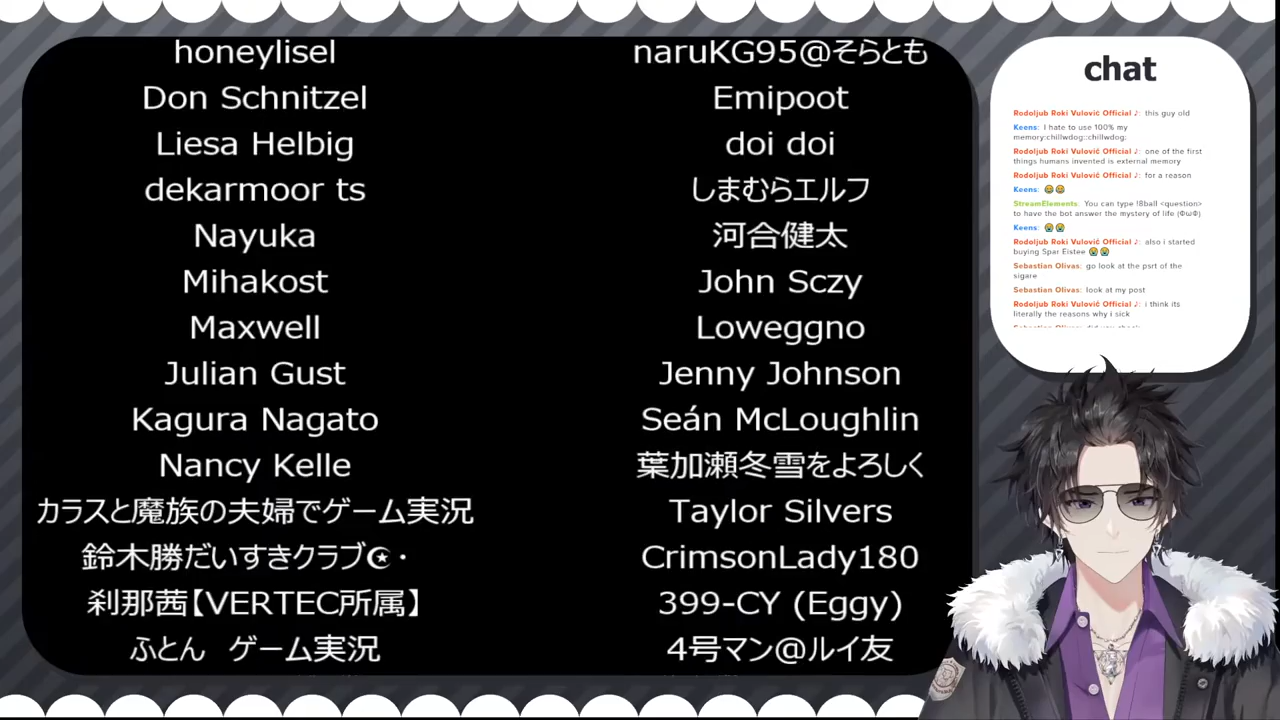 honeylisel
naruKG95@そらとも
Don Schnitzel
Emipoot
Liesa Helbig
doi doi
dekarmoor ts
しまむらエルフ
Nayuka
河合健太
Mihakost
John Sczy
Maxwell
Loweggno
Julian Gust
Jenny Johnson
Kagura Nagato
Seán McLoughlin
Nancy Kelle
葉加瀬冬雪をよろしく
カラスと魔族の夫婦でゲーム実況
Taylor Silvers
鈴木勝だいすきクラブ☪・
CrimsonLady180
刹那茜【VERTEC所属】
399-CY (Eggy)
ふとん　ゲーム実況
4号マン@ルイ友
chat
Rodoljub Roki Vulović Official ♪: this guy old
Keens: I hate to use 100% my
memory:chillwdog::chillwdog:
Rodoljub Roki Vulović Official ♪: one of the first
things humans invented is external memory
Rodoljub Roki Vulović Official ♪: for a reason
Keens: 😂😂
StreamElements: You can type !8ball <question>
to have the bot answer the mystery of life (ΦωΦ)
Keens: 😭😭
Rodoljub Roki Vulović Official ♪: also i started
buying Spar Eistee 😭😭
Sebastian Olivas: go look at the psrt of the
sigare
Sebastian Olivas: look at my post
Rodoljub Roki Vulović Official ♪: i think its
literally the reasons why i sick